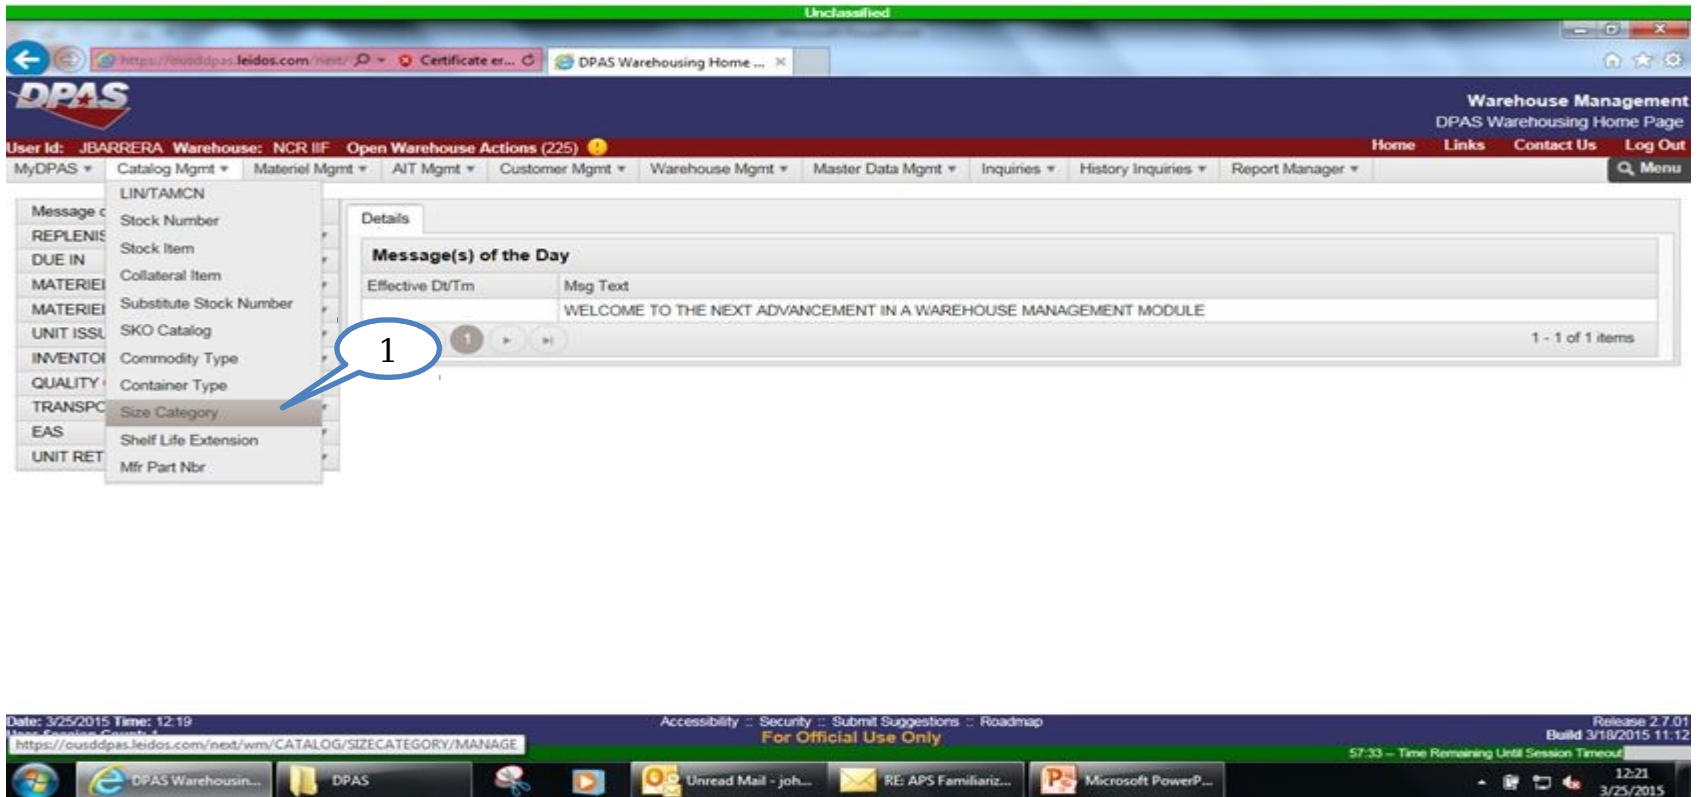 Unclassified
leidos.com/next/ Certificate er... DPAS Warehousing Home ...
DPAS
Warehouse Management
DPAS Warehousing Home Page
User Id: JBARRERA Warehouse: NCR IIF Open Warehouse Actions (225) Home Links Contact Us Log Out
MyDPAS Catalog Mgmt Materiel Mgmt AIT Mgmt Customer Mgmt Warehouse Mgmt Master Data Mgmt Inquiries History Inquiries Report Manager Menu
Message
REPLENIS
DUE IN
MATERIEL
MATERIEL
UNIT ISSU
INVENTOR
QUALITY
TRANSPO
EAS
UNIT RET
LIN/TAMCN
Stock Number
Stock Item
Collateral Item
Substitute Stock Number
SKO Catalog
Commodity Type
Container Type
Size Category
Shelf Life Extension
Mfr Part Nbr
1
Details
Message(s) of the Day
Effective Dt/Tm Msg Text
WELCOME TO THE NEXT ADVANCEMENT IN A WAREHOUSE MANAGEMENT MODULE
1 1 - 1 of 1 items
Date: 3/25/2015 Time: 12:19 Accessibility :: Security :: Submit Suggestions :: Roadmap Release 2.7.01
For Official Use Only Build 3/18/2015 11:12
https://ousddpas.leidos.com/next/wm/CATALOG/SIZECATEGORY/MANAGE
57:33 – Time Remaining Until Session Timeout
DPAS Warehousin... DPAS Unread Mail - joh... RE: APS Familiariz... Microsoft PowerP... 12:21
3/25/2015